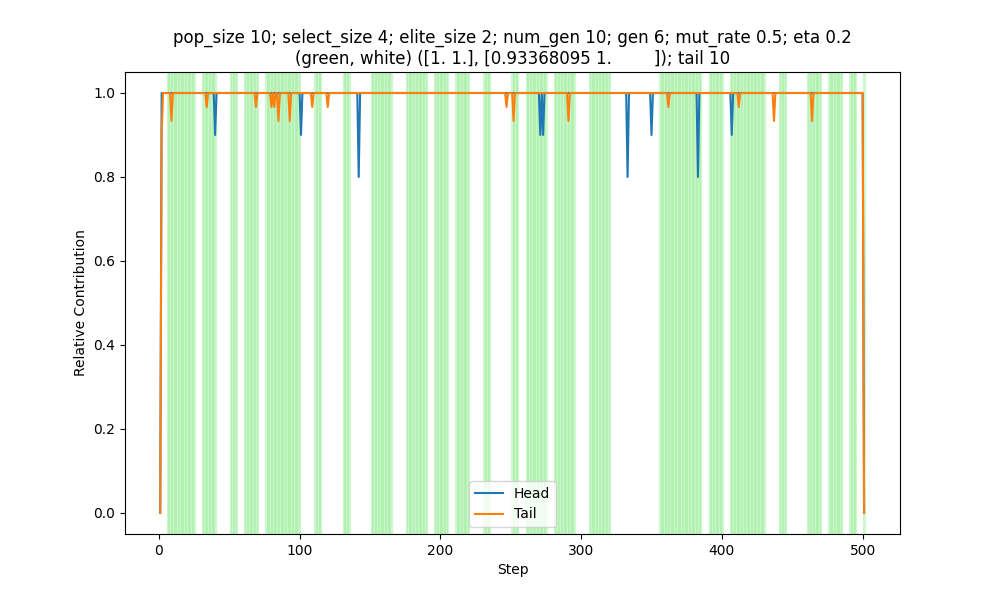 pop_size 10; select_size 4; elite_size 2; num_gen 10; gen 6; mut_rate 0.5; eta 0.2
(green, white) ([1. 1.], [0.93368095 1.        ]); tail 10
1.0
0.8
0.6
0.4
0.2
0.0
Relative Contribution
Head
Tail
0 100 200 300 400 500
Step